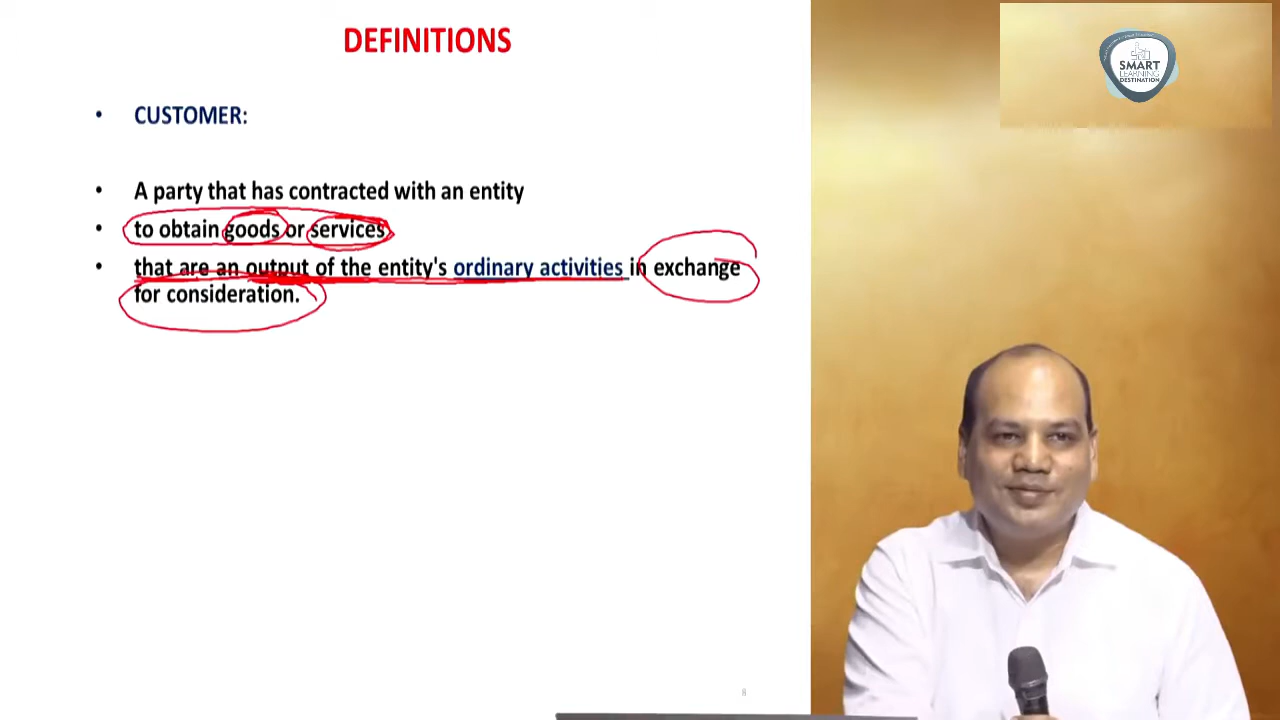 DEFINITIONS
SMART
LEARNING
DESTINATION
• CUSTOMER:
• A party that has contracted with an entity
• to obtain goods or services
• that are an output of the entity's ordinary activities in exchange
for consideration.